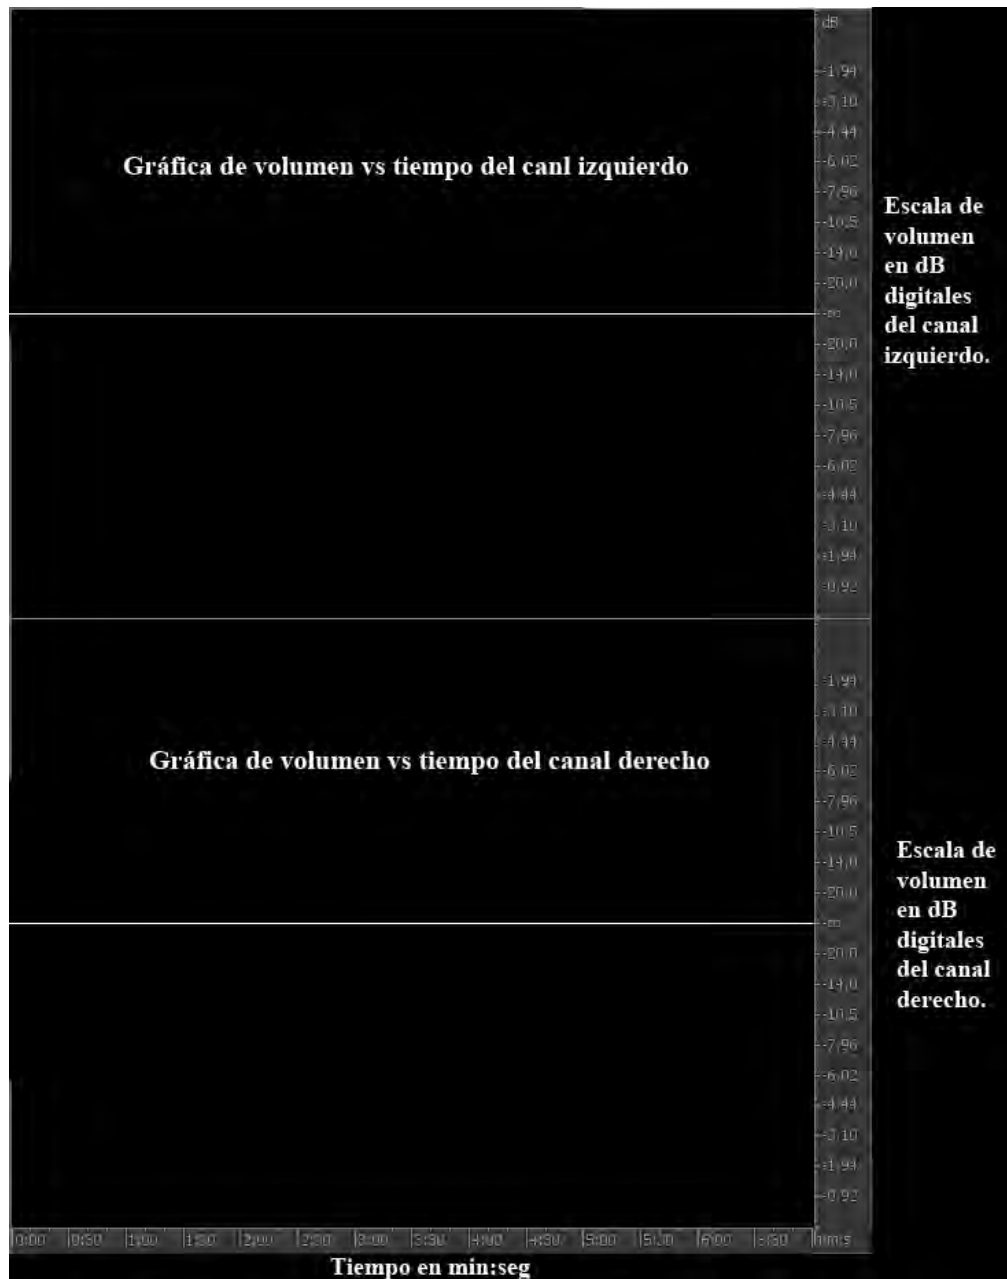 dB
-1,94
-3,10
-4,44
-6,02
-7,96
-10,5
-14,0
-20,0
-∞
-20,0
-14,0
-10,5
-7,96
-6,02
-4,44
-3,10
-1,94
-0,92
Gráfica de volumen vs tiempo del canl izquierdo
Escala de
volumen
en dB
digitales
del canal
izquierdo.
-1,94
-3,10
-4,44
-6,02
-7,96
-10,5
-14,0
-20,0
-∞
-20,0
-14,0
-10,5
-7,96
-6,02
-4,44
-3,10
-1,94
-0,92
Gráfica de volumen vs tiempo del canal derecho
Escala de
volumen
en dB
digitales
del canal
derecho.
0:00 0:30 1:00 1:30 2:00 2:30 3:00 3:30 4:00 4:30 5:00 5:30 6:00 6:30 h:m:s
Tiempo en min:seg